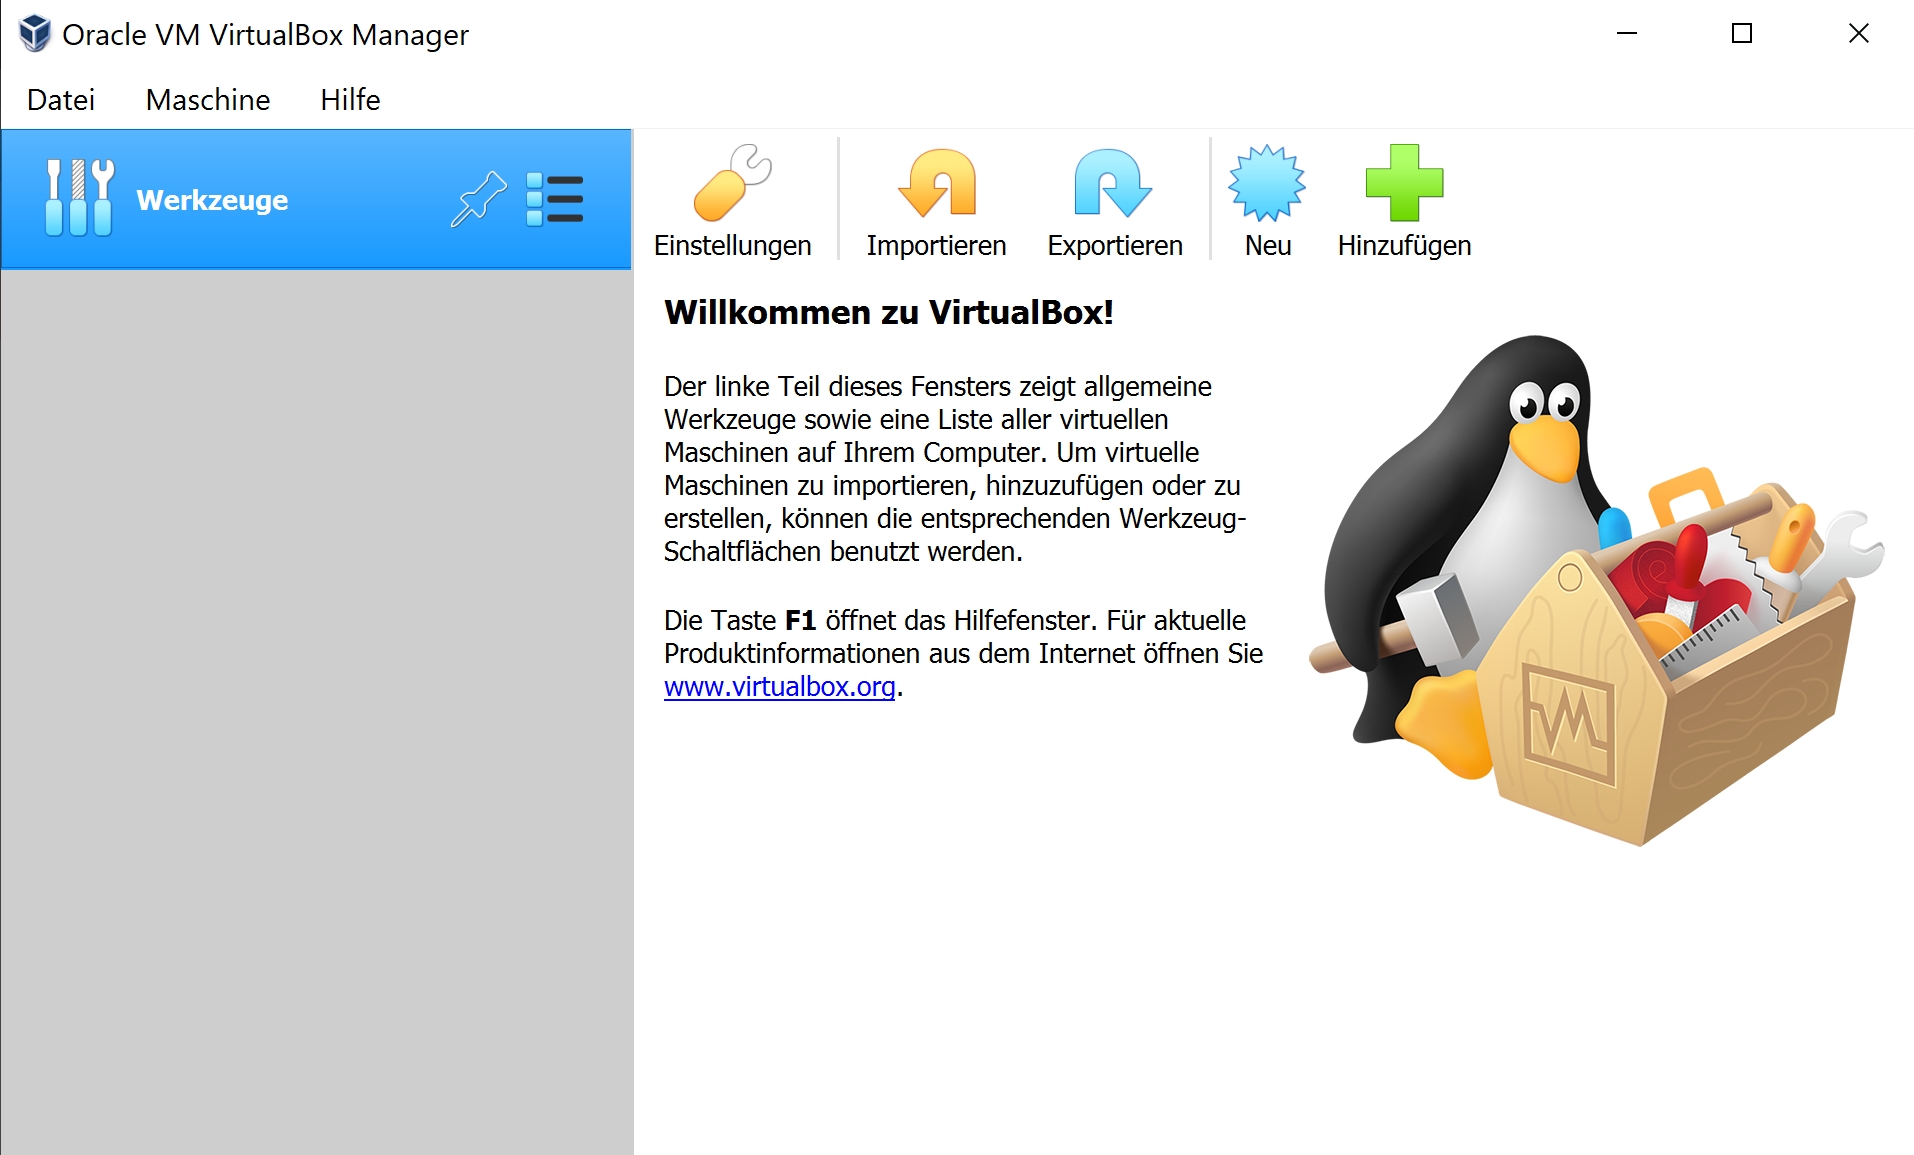 Oracle VM VirtualBox Manager
Datei Maschine Hilfe
Werkzeuge
Einstellungen Importieren Exportieren Neu Hinzufügen
Willkommen zu VirtualBox!
Der linke Teil dieses Fensters zeigt allgemeine
Werkzeuge sowie eine Liste aller virtuellen
Maschinen auf Ihrem Computer. Um virtuelle
Maschinen zu importieren, hinzuzufügen oder zu
erstellen, können die entsprechenden Werkzeug-
Schaltflächen benutzt werden.
Die Taste F1 öffnet das Hilfefenster. Für aktuelle
Produktinformationen aus dem Internet öffnen Sie
www.virtualbox.org.